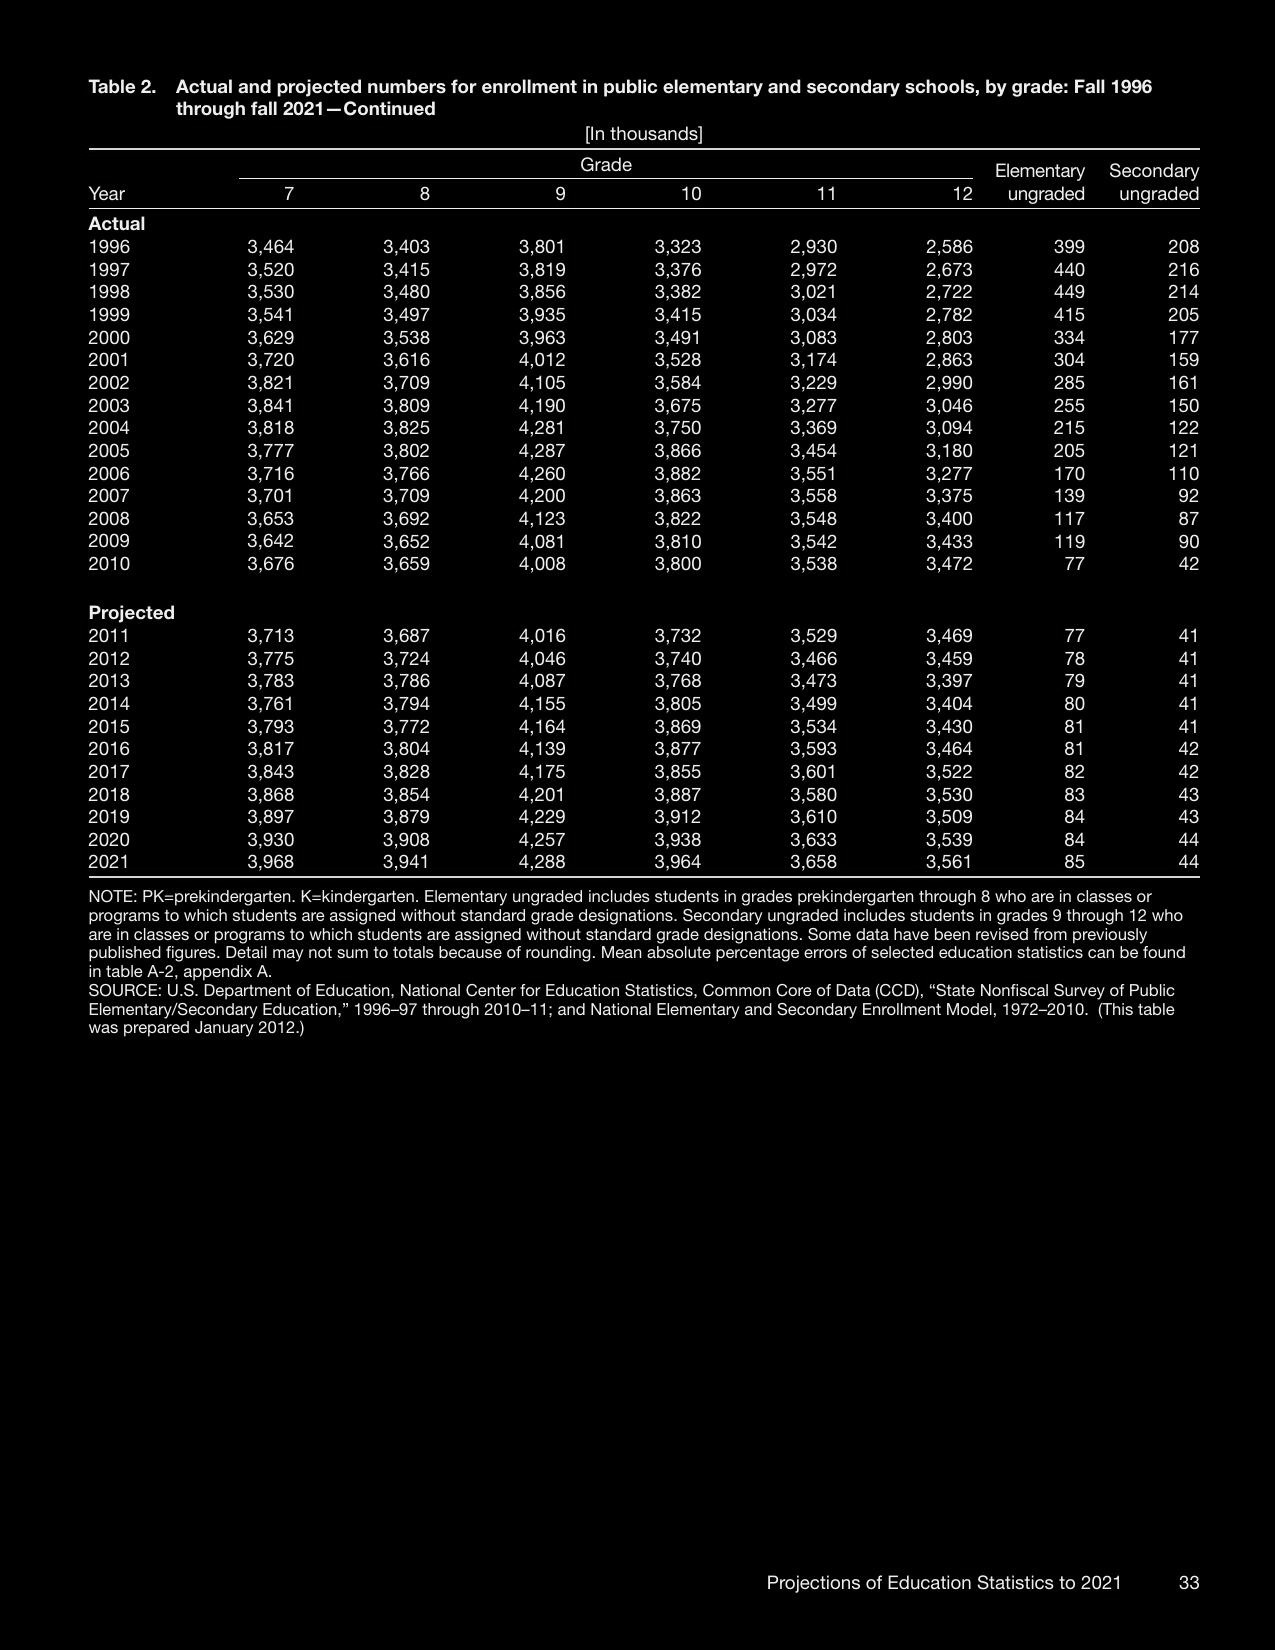 Table 2. Actual and projected numbers for enrollment in public elementary and secondary schools, by grade: Fall 1996
through fall 2021—Continued
[In thousands]
Grade
Elementary Secondary
Year 7 8 9 10 11 12 ungraded ungraded
Actual
1996 3,464 3,403 3,801 3,323 2,930 2,586 399 208
1997 3,520 3,415 3,819 3,376 2,972 2,673 440 216
1998 3,530 3,480 3,856 3,382 3,021 2,722 449 214
1999 3,541 3,497 3,935 3,415 3,034 2,782 415 205
2000 3,629 3,538 3,963 3,491 3,083 2,803 334 177
2001 3,720 3,616 4,012 3,528 3,174 2,863 304 159
2002 3,821 3,709 4,105 3,584 3,229 2,990 285 161
2003 3,841 3,809 4,190 3,675 3,277 3,046 255 150
2004 3,818 3,825 4,281 3,750 3,369 3,094 215 122
2005 3,777 3,802 4,287 3,866 3,454 3,180 205 121
2006 3,716 3,766 4,260 3,882 3,551 3,277 170 110
2007 3,701 3,709 4,200 3,863 3,558 3,375 139 92
2008 3,653 3,692 4,123 3,822 3,548 3,400 117 87
2009 3,642 3,652 4,081 3,810 3,542 3,433 119 90
2010 3,676 3,659 4,008 3,800 3,538 3,472 77 42
Projected
2011 3,713 3,687 4,016 3,732 3,529 3,469 77 41
2012 3,775 3,724 4,046 3,740 3,466 3,459 78 41
2013 3,783 3,786 4,087 3,768 3,473 3,397 79 41
2014 3,761 3,794 4,155 3,805 3,499 3,404 80 41
2015 3,793 3,772 4,164 3,869 3,534 3,430 81 41
2016 3,817 3,804 4,139 3,877 3,593 3,464 81 42
2017 3,843 3,828 4,175 3,855 3,601 3,522 82 42
2018 3,868 3,854 4,201 3,887 3,580 3,530 83 43
2019 3,897 3,879 4,229 3,912 3,610 3,509 84 43
2020 3,930 3,908 4,257 3,938 3,633 3,539 84 44
2021 3,968 3,941 4,288 3,964 3,658 3,561 85 44
NOTE: PK=prekindergarten. K=kindergarten. Elementary ungraded includes students in grades prekindergarten through 8 who are in classes or
programs to which students are assigned without standard grade designations. Secondary ungraded includes students in grades 9 through 12 who
are in classes or programs to which students are assigned without standard grade designations. Some data have been revised from previously
published figures. Detail may not sum to totals because of rounding. Mean absolute percentage errors of selected education statistics can be found
in table A-2, appendix A.
SOURCE: U.S. Department of Education, National Center for Education Statistics, Common Core of Data (CCD), “State Nonfiscal Survey of Public
Elementary/Secondary Education,” 1996–97 through 2010–11; and National Elementary and Secondary Enrollment Model, 1972–2010. (This table
was prepared January 2012.)
Projections of Education Statistics to 2021 33